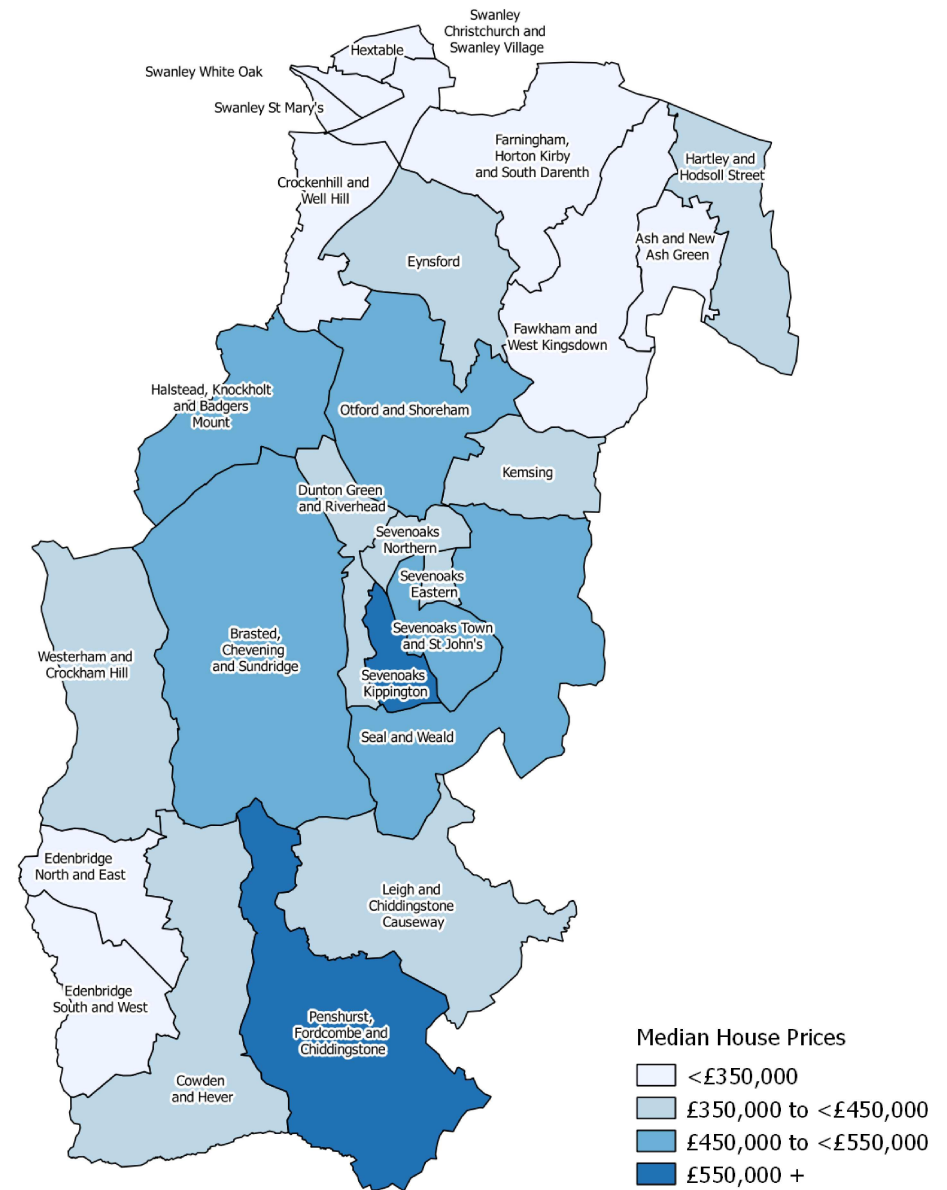 Swanley
Christchurch and
Swanley Village
Hextable
Swanley White Oak
Swanley St Mary's
Farningham,
Horton Kirby
and South Darenth
Hartley and
Hodsoll Street
Crockenhill and
Well Hill
Ash and New
Ash Green
Eynsford
Fawkham and
West Kingsdown
Halstead, Knockholt
and Badgers
Mount
Otford and Shoreham
Kemsing
Dunton Green
and Riverhead
Sevenoaks
Northern
Sevenoaks
Eastern
Brasted,
Chevening
and Sundridge
Sevenoaks Town
and St John's
Westerham and
Crockham Hill
Sevenoaks
Kippington
Seal and Weald
Edenbridge
North and East
Leigh and
Chiddingstone
Causeway
Edenbridge
South and West
Penshurst,
Fordcombe and
Chiddingstone
Cowden
and Hever
Median House Prices
<£350,000
£350,000 to <£450,000
£450,000 to <£550,000
£550,000 +